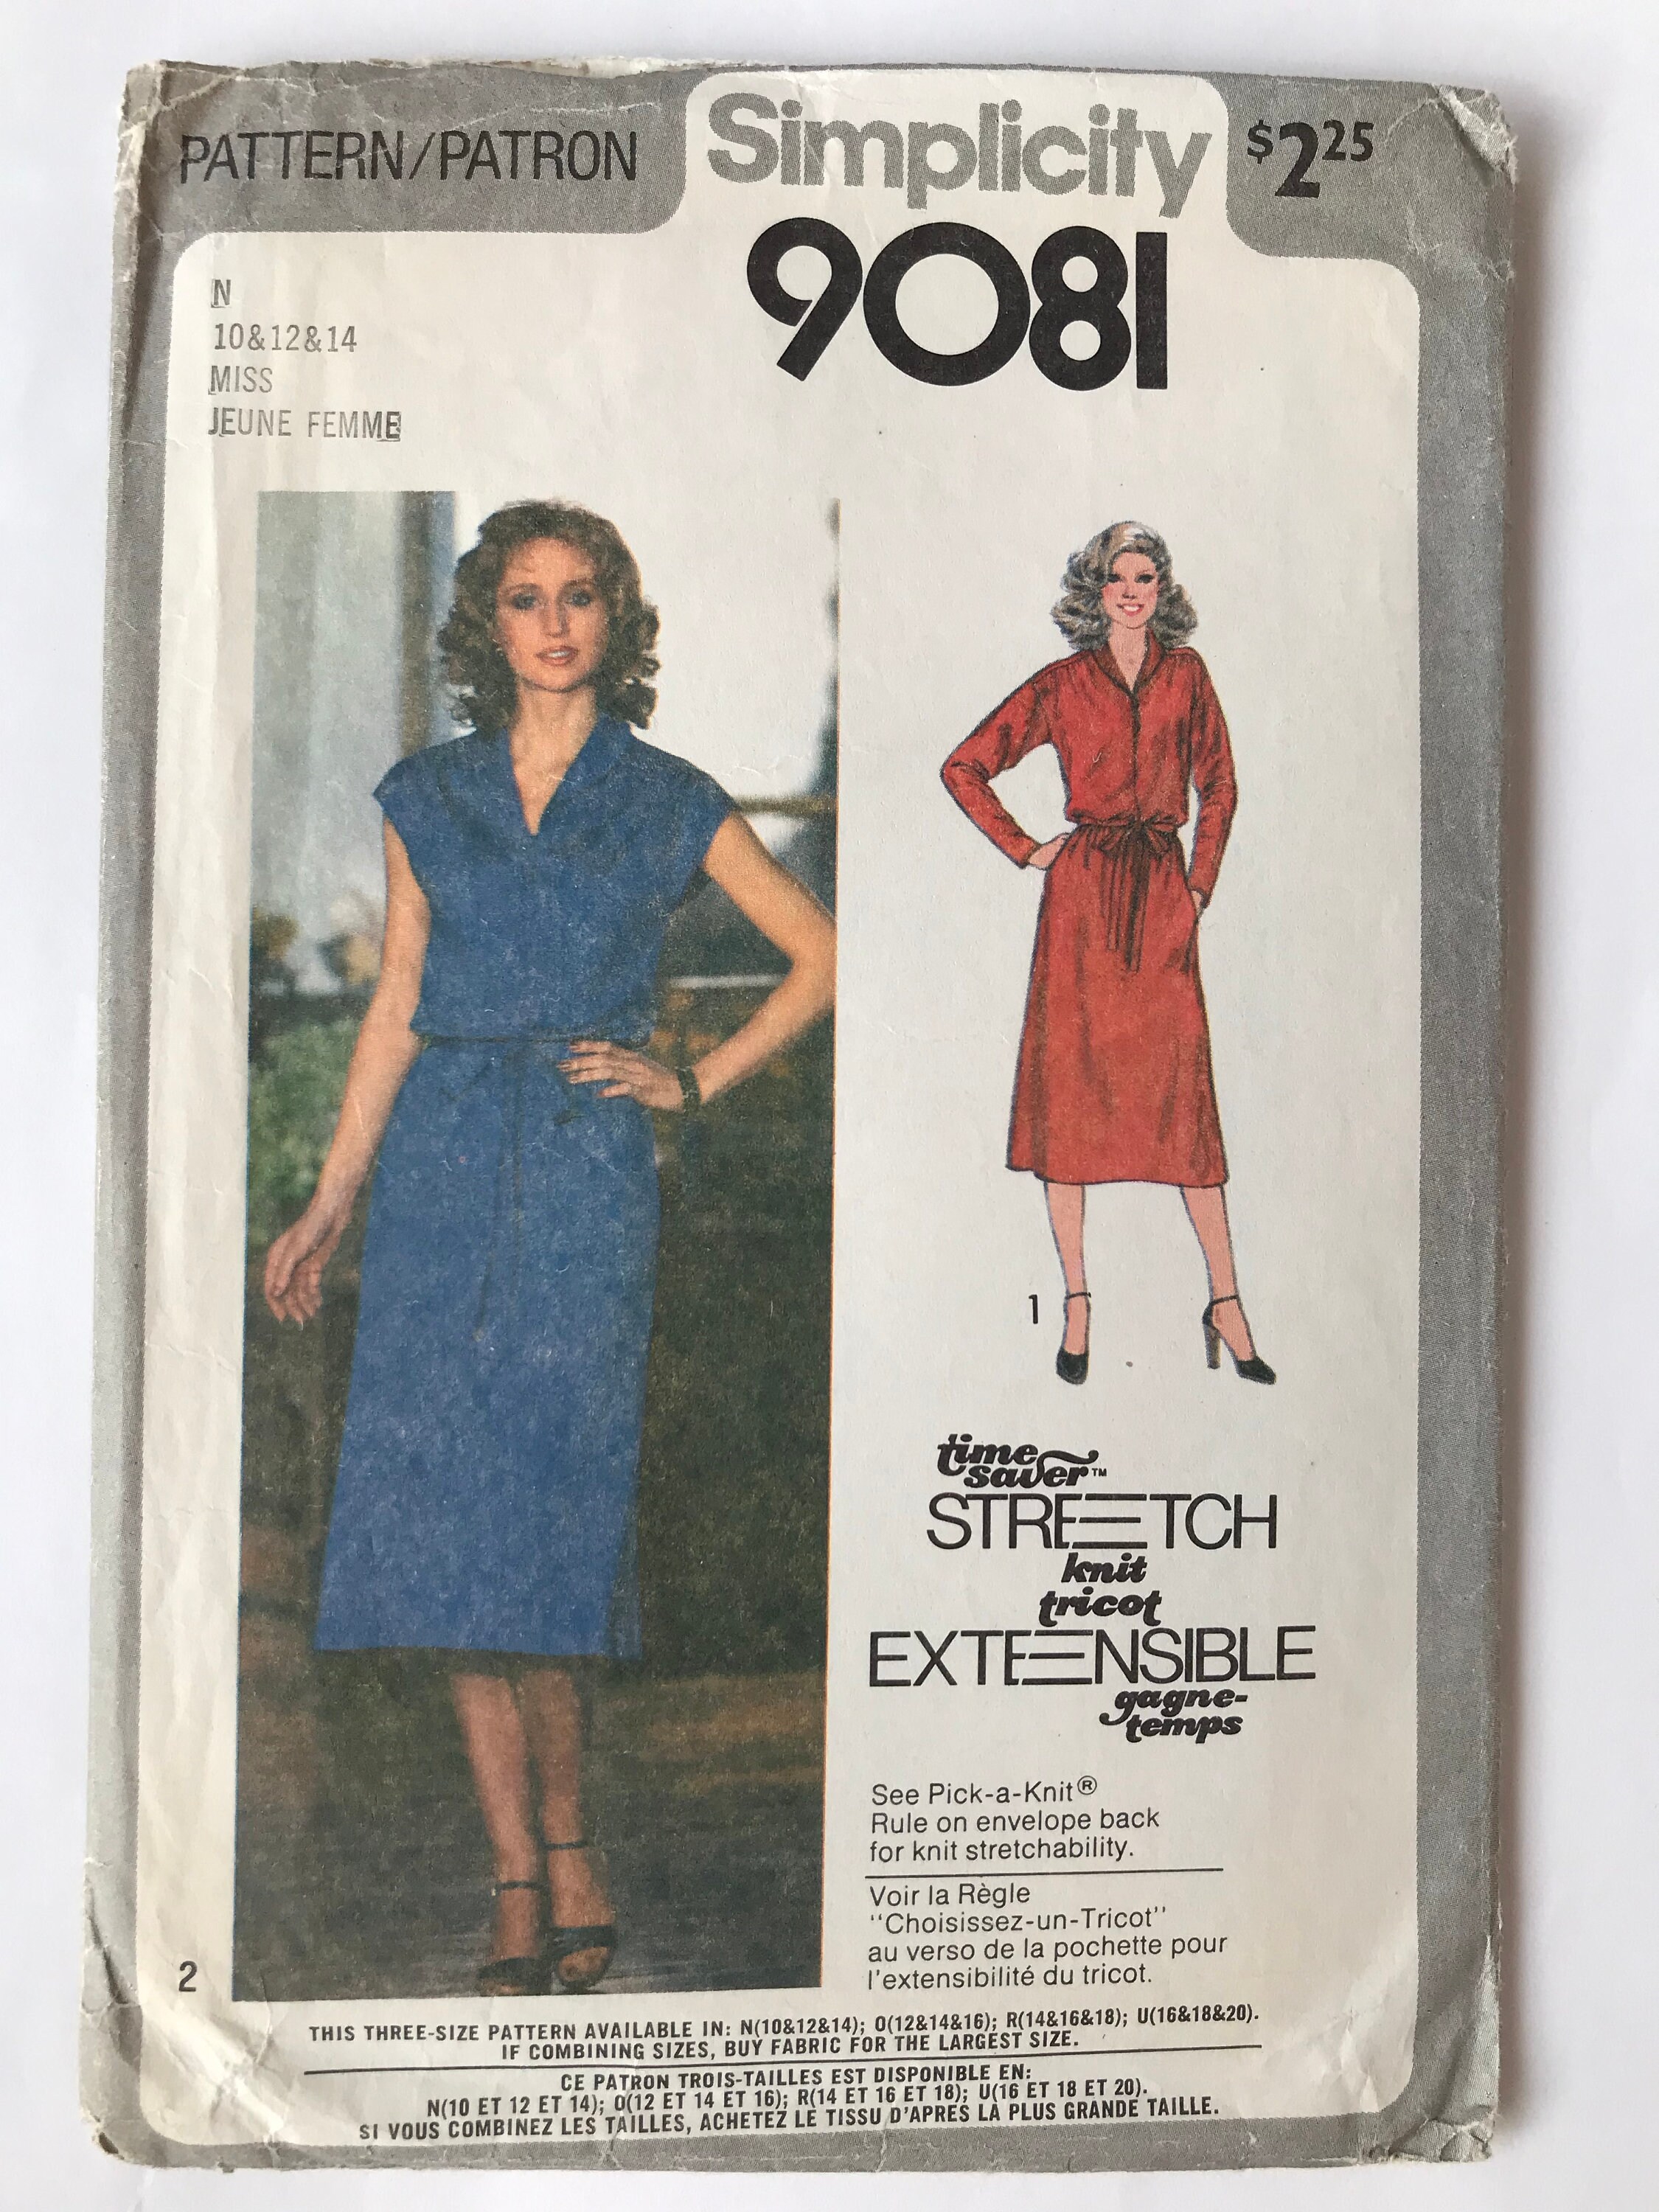 PATTERN/PATRON
Simplicity
$2.25
9081
N
10&12&14
MISS
JEUNE FEMME
1
time
saver™
STRETCH
knit
tricot
EXTENSIBLE
gagne-
temps
See Pick-a-Knit®
Rule on envelope back
for knit stretchability.
Voir la Règle
"Choisissez-un-Tricot"
au verso de la pochette pour
l'extensibilité du tricot.
2
THIS THREE-SIZE PATTERN AVAILABLE IN: N(10&12&14); O(12&14&16); R(14&16&18); U(16&18&20).
IF COMBINING SIZES, BUY FABRIC FOR THE LARGEST SIZE.
CE PATRON TROIS-TAILLES EST DISPONIBLE EN:
N(10 ET 12 ET 14); O(12 ET 14 ET 16); R(14 ET 16 ET 18); U(16 ET 18 ET 20).
SI VOUS COMBINEZ LES TAILLES, ACHETEZ LE TISSU D'APRÈS LA PLUS GRANDE TAILLE.